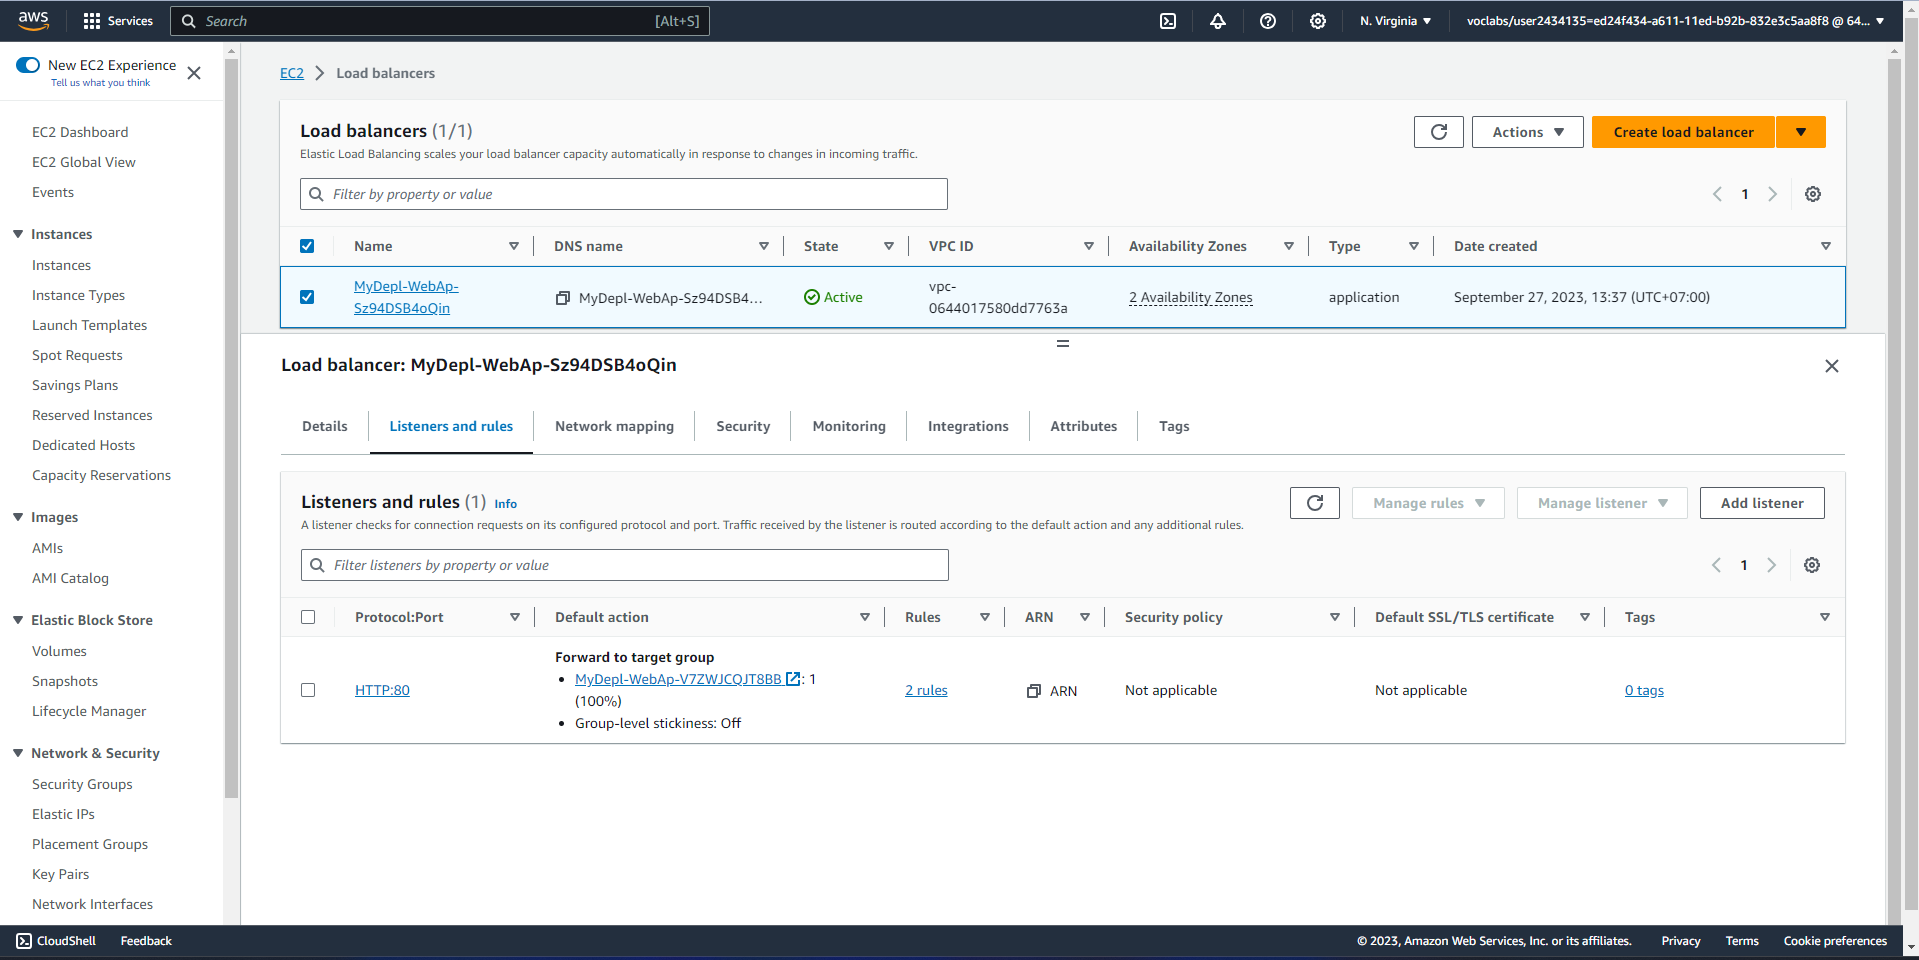 aws
Services
Search
[Alt+S]
N. Virginia
voclabs/user2434135=ed24f434-a611-11ed-b92b-832e3c5aa8f8 @ 64...
New EC2 Experience
Tell us what you think
EC2 Dashboard
EC2 Global View
Events
Instances
Instances
Instance Types
Launch Templates
Spot Requests
Savings Plans
Reserved Instances
Dedicated Hosts
Capacity Reservations
Images
AMIs
AMI Catalog
Elastic Block Store
Volumes
Snapshots
Lifecycle Manager
Network & Security
Security Groups
Elastic IPs
Placement Groups
Key Pairs
Network Interfaces
EC2
Load balancers
Load balancers (1/1)
Elastic Load Balancing scales your load balancer capacity automatically in response to changes in incoming traffic.
Actions
Create load balancer
Filter by property or value
1
Name
DNS name
State
VPC ID
Availability Zones
Type
Date created
MyDepl-WebAp-
Sz94DSB4oQin
MyDepl-WebAp-Sz94DSB4...
Active
vpc-
0644017580dd7763a
2 Availability Zones
application
September 27, 2023, 13:37 (UTC+07:00)
Load balancer: MyDepl-WebAp-Sz94DSB4oQin
Details
Listeners and rules
Network mapping
Security
Monitoring
Integrations
Attributes
Tags
Listeners and rules (1) Info
A listener checks for connection requests on its configured protocol and port. Traffic received by the listener is routed according to the default action and any additional rules.
Manage rules
Manage listener
Add listener
Filter listeners by property or value
1
Protocol:Port
Default action
Rules
ARN
Security policy
Default SSL/TLS certificate
Tags
HTTP:80
Forward to target group
• MyDepl-WebAp-V7ZWJCQJT8BB : 1
(100%)
• Group-level stickiness: Off
2 rules
ARN
Not applicable
Not applicable
0 tags
CloudShell
Feedback
© 2023, Amazon Web Services, Inc. or its affiliates.
Privacy
Terms
Cookie preferences